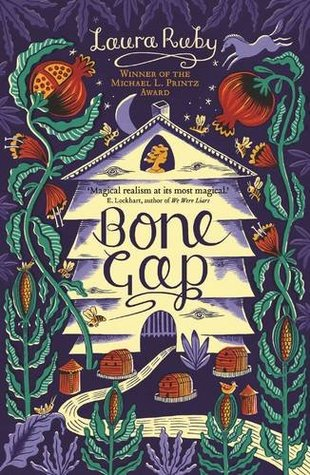 Laura Ruby
WINNER OF THE
MICHAEL L. PRINTZ
AWARD
'Magical realism at its most magical.'
E. Lockhart, author of We Were Liars
Bone
Gap